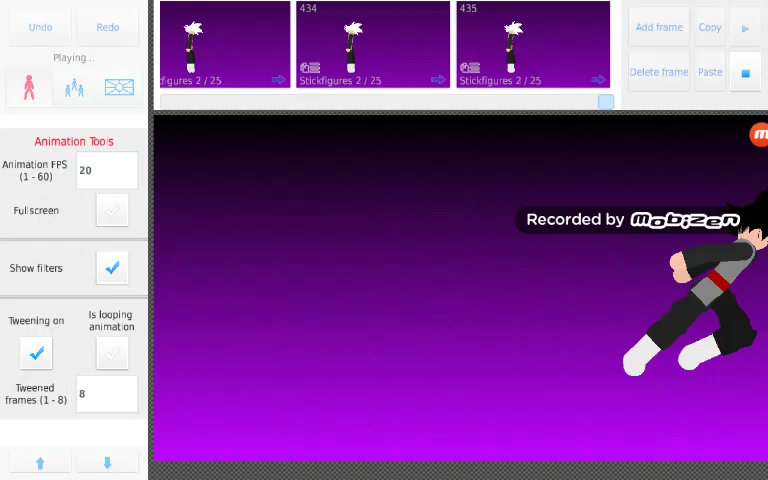 Undo
Redo
Playing...
434
435
figures 2 / 25
Stickfigures 2 / 25
Stickfigures 2 / 25
Add frame
Copy
Delete frame
Paste
Animation Tools
Animation FPS
(1 - 60)
20
Fullscreen
Show filters
Tweening on
Is looping
animation
Tweened
frames (1 - 8)
8
Recorded by Mobizen